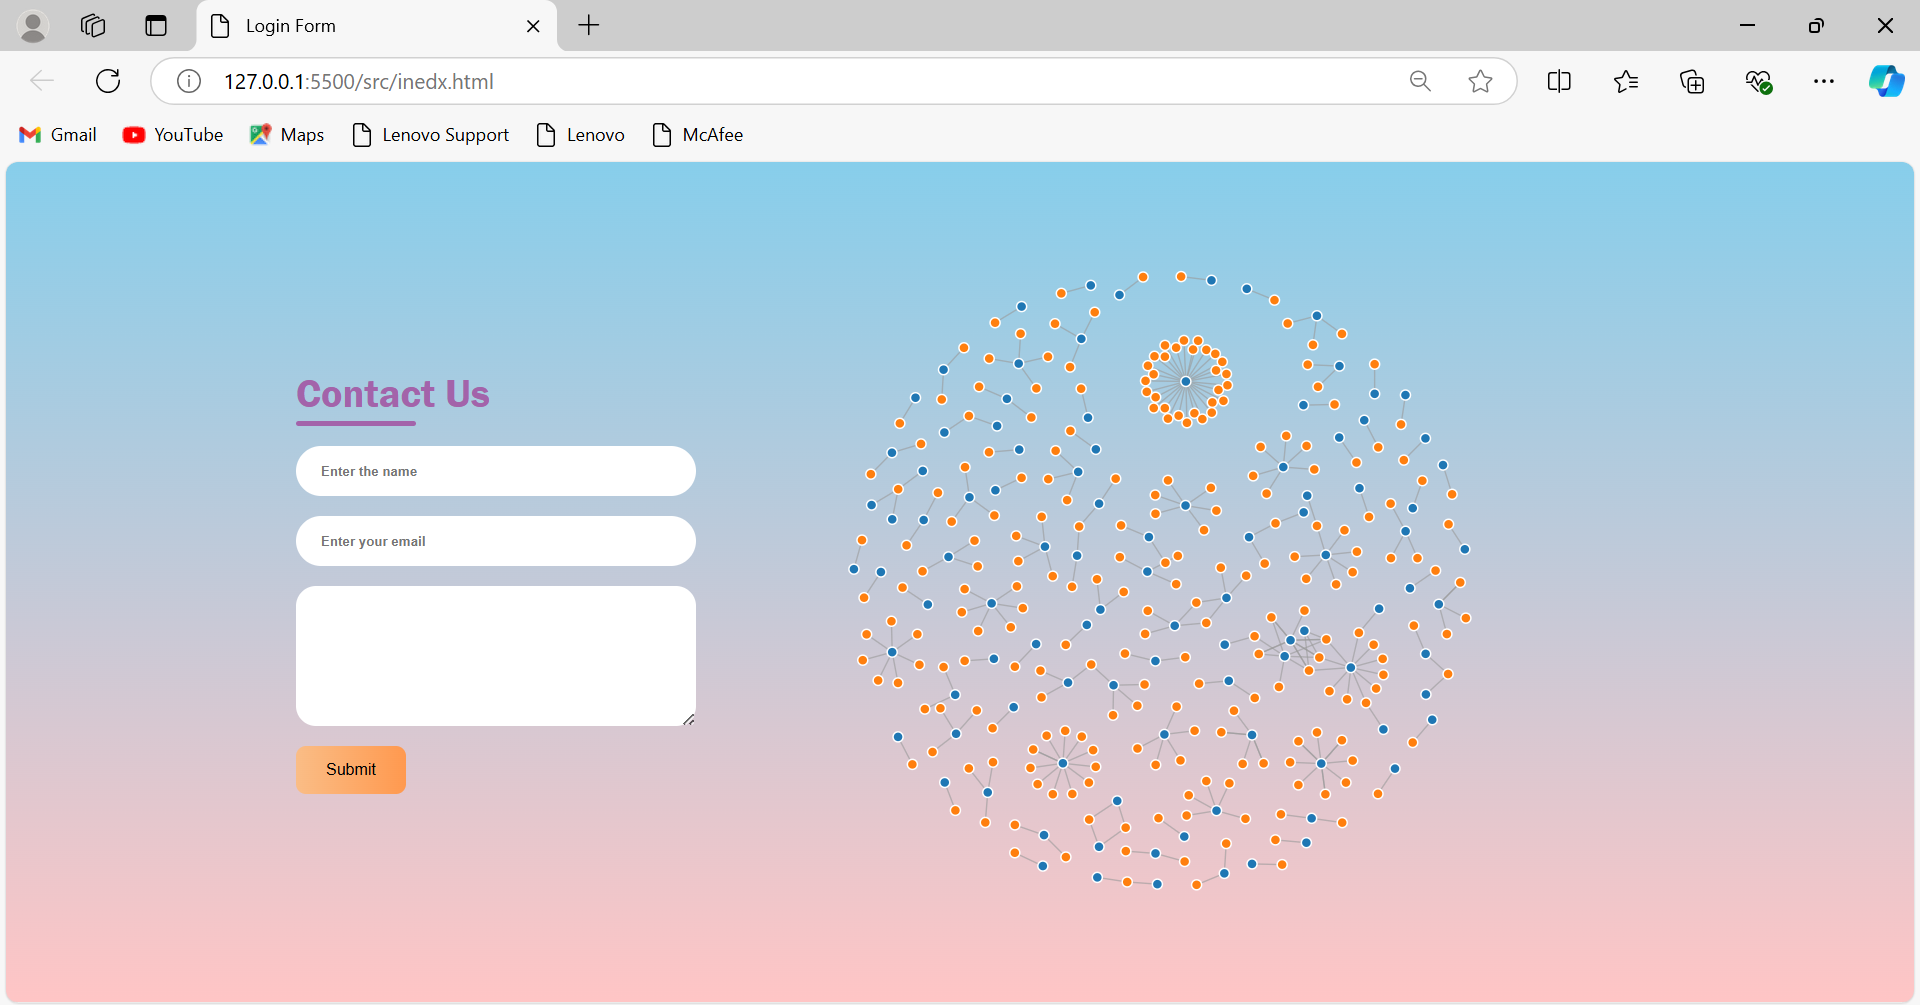 Login Form
127.0.0.1:5500/src/inedx.html
Gmail YouTube Maps Lenovo Support Lenovo McAfee
Contact Us
Enter the name
Enter your email
Submit